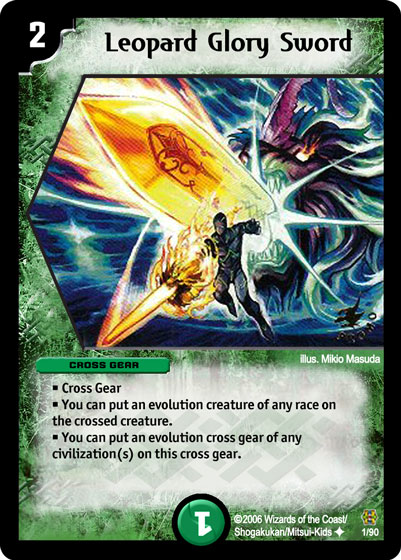 2
Leopard Glory Sword
illus. Mikio Masuda
CROSS GEAR
▪ Cross Gear
▪ You can put an evolution creature of any race on
the crossed creature.
▪ You can put an evolution cross gear of any
civilization(s) on this cross gear.
1
©2006 Wizards of the Coast/
Shogakukan/Mitsui-Kids ✦
1/90